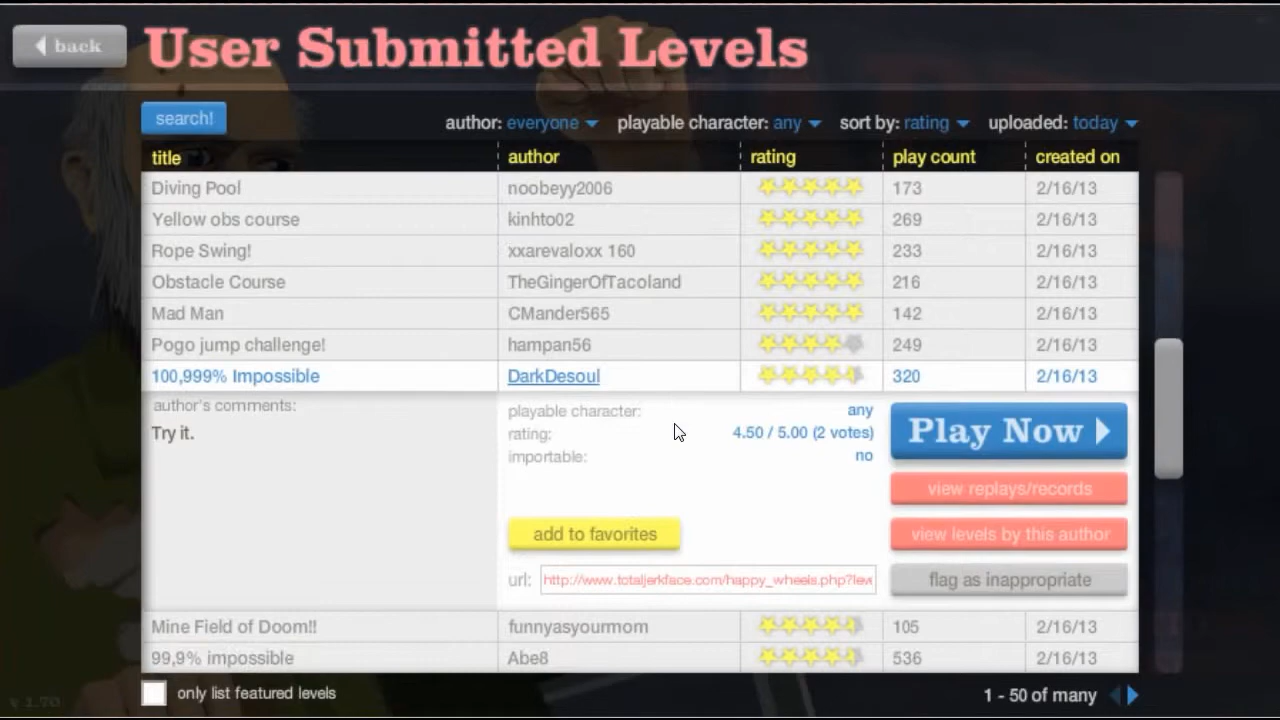 back
User Submitted Levels
search!
author: everyone playable character: any sort by: rating uploaded: today
title author rating play count created on
Diving Pool noobeyy2006 173 2/16/13
Yellow obs course kinhto02 269 2/16/13
Rope Swing! xxarevaloxx 160 233 2/16/13
Obstacle Course TheGingerOfTacoland 216 2/16/13
Mad Man CMander565 142 2/16/13
Pogo jump challenge! hampan56 249 2/16/13
100,999% Impossible DarkDesoul 320 2/16/13
author's comments:
Try it.
playable character: any
rating: 4.50 / 5.00 (2 votes)
importable: no
Play Now
view replays/records
add to favorites
view levels by this author
url: http://www.totaljerkface.com/happy_wheels.php?lev
flag as inappropriate
Mine Field of Doom!! funnyasyourmom 105 2/16/13
99,9% impossible Abe8 536 2/16/13
only list featured levels
1 - 50 of many
v 1.70